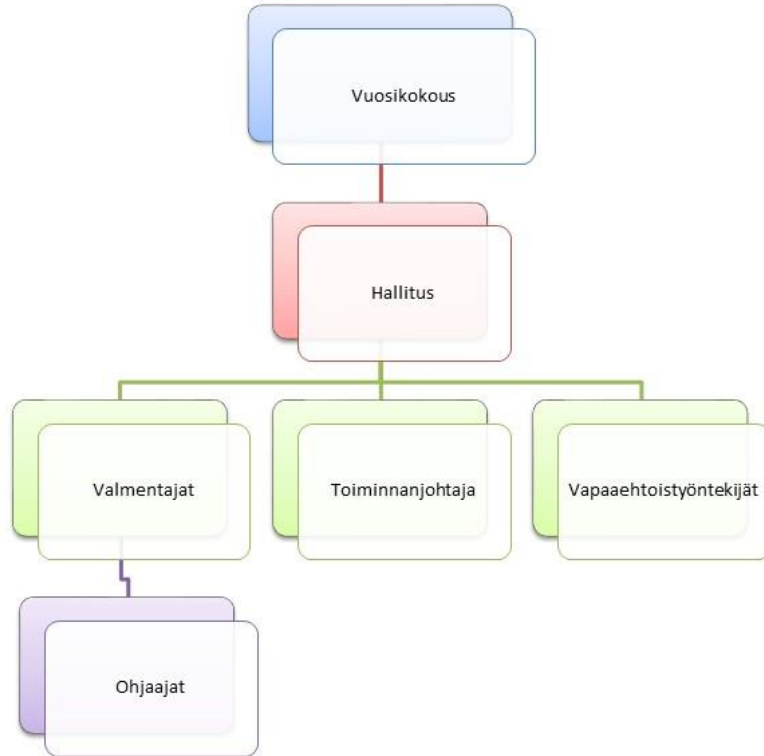 Vuosikokous
Hallitus
Valmentajat
Toiminnanjohtaja
Vapaaehtoistyöntekijät
Ohjaajat